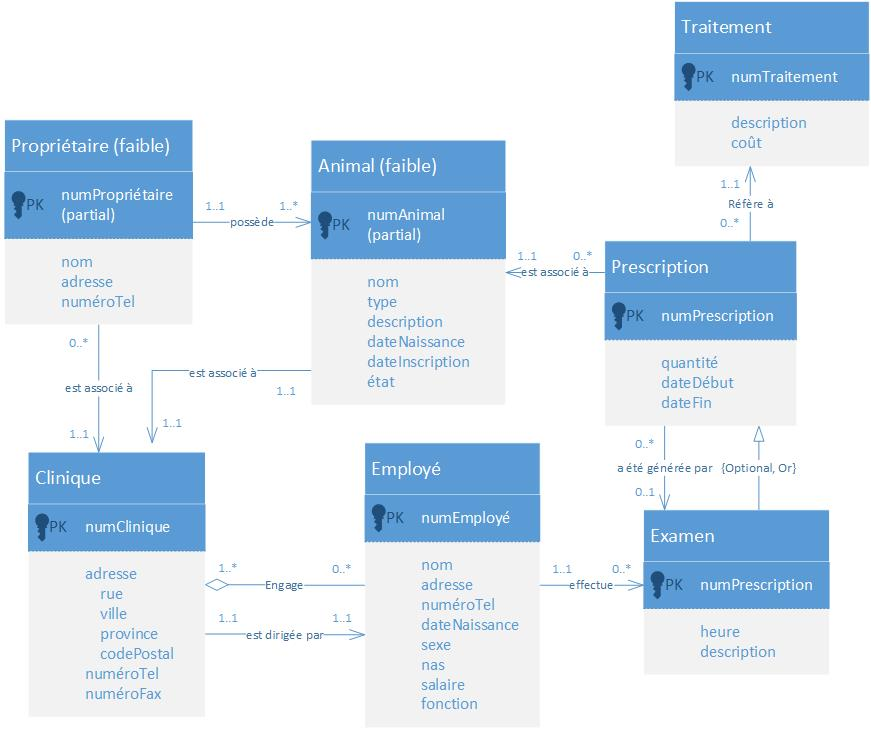 Traitement
PK numTraitement
description
coût
Propriétaire (faible)
PK numPropriétaire
(partial)
nom
adresse
numéroTel
Animal (faible)
PK numAnimal
(partial)
nom
type
description
dateNaissance
dateInscription
état
1..1 possède 1..*
1..1
Réfère à
0..*
1..1 0..*
est associé à
Prescription
PK numPrescription
quantité
dateDébut
dateFin
0..*
est associé à
1..1
est associé à
1..1
1..1
0..*
a été générée par {Optional, Or}
0..1
Clinique
PK numClinique
adresse
rue
ville
province
codePostal
numéroTel
numéroFax
Employé
PK numEmployé
nom
adresse
numéroTel
dateNaissance
sexe
nas
salaire
fonction
1..* Engage 0..*
1..1 est dirigée par 1..1
1..1 effectue 0..*
Examen
PK numPrescription
heure
description